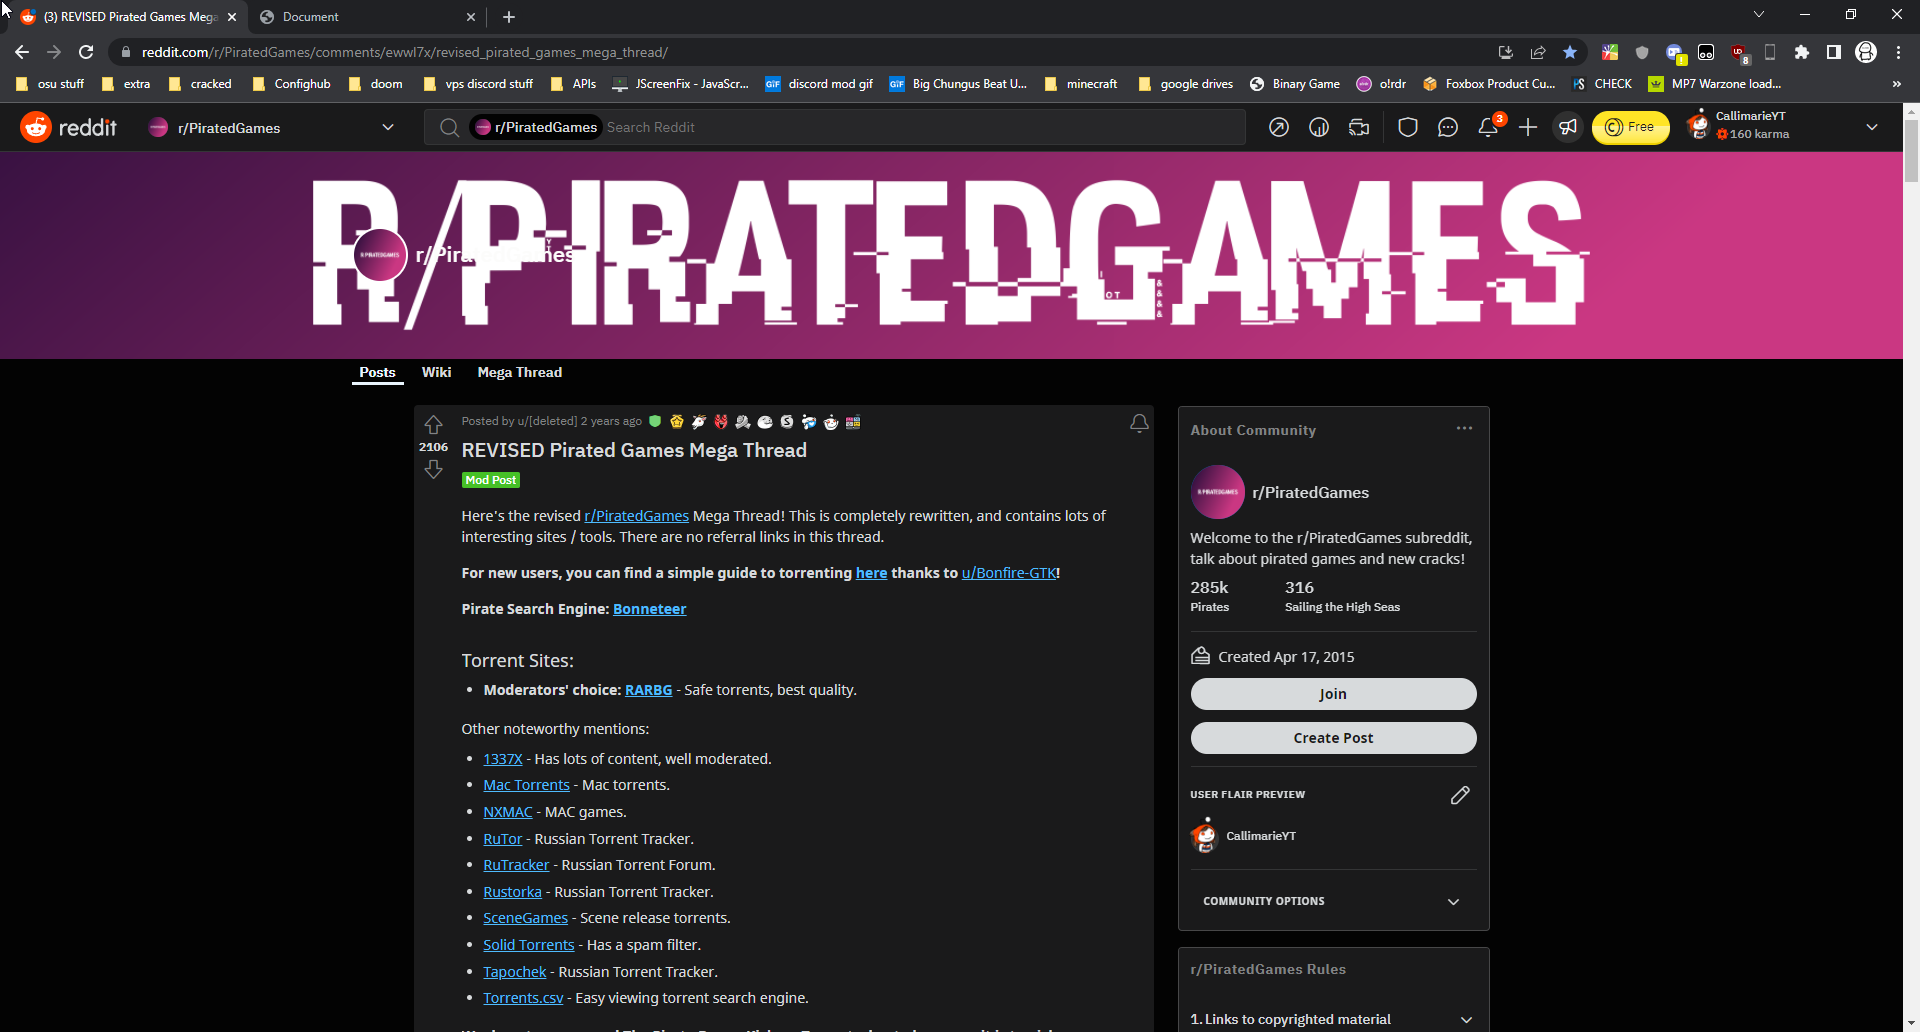 (3) REVISED Pirated Games Mega
Document
reddit.com/r/PiratedGames/comments/ewwl7x/revised_pirated_games_mega_thread/
8
osu stuff
extra
cracked
Confighub
doom
vps discord stuff
APIs
JScreenFix - JavaScr...
GIF
discord mod gif
GIF
Big Chungus Beat U...
minecraft
google drives
Binary Game
o!rdr
Foxbox Product Cu...
CHECK
MP7 Warzone load...
»
reddit
r/PiratedGames
r/PiratedGames
Search Reddit
3
Free
CallimarieYT
160 karma
R/PIRATEDGAMES
R/PIRATEDGAMES
Posts
Wiki
Mega Thread
2106
Posted by u/[deleted] 2 years ago
REVISED Pirated Games Mega Thread
Mod Post
Here's the revised r/PiratedGames Mega Thread! This is completely rewritten, and contains lots of
interesting sites / tools. There are no referral links in this thread.
For new users, you can find a simple guide to torrenting here thanks to u/Bonfire-GTK!
Pirate Search Engine: Bonneteer
Torrent Sites:
• Moderators' choice: RARBG - Safe torrents, best quality.
Other noteworthy mentions:
• 1337X - Has lots of content, well moderated.
• Mac Torrents - Mac torrents.
• NXMAC - MAC games.
• RuTor - Russian Torrent Tracker.
• RuTracker - Russian Torrent Forum.
• Rustorka - Russian Torrent Tracker.
• SceneGames - Scene release torrents.
• Solid Torrents - Has a spam filter.
• Tapochek - Russian Torrent Tracker.
• Torrents.csv - Easy viewing torrent search engine.
About Community
R/PIRATEDGAMES
r/PiratedGames
Welcome to the r/PiratedGames subreddit,
talk about pirated games and new cracks!
285k
316
Pirates
Sailing the High Seas
Created Apr 17, 2015
Join
Create Post
USER FLAIR PREVIEW
CallimarieYT
COMMUNITY OPTIONS
r/PiratedGames Rules
1. Links to copyrighted material